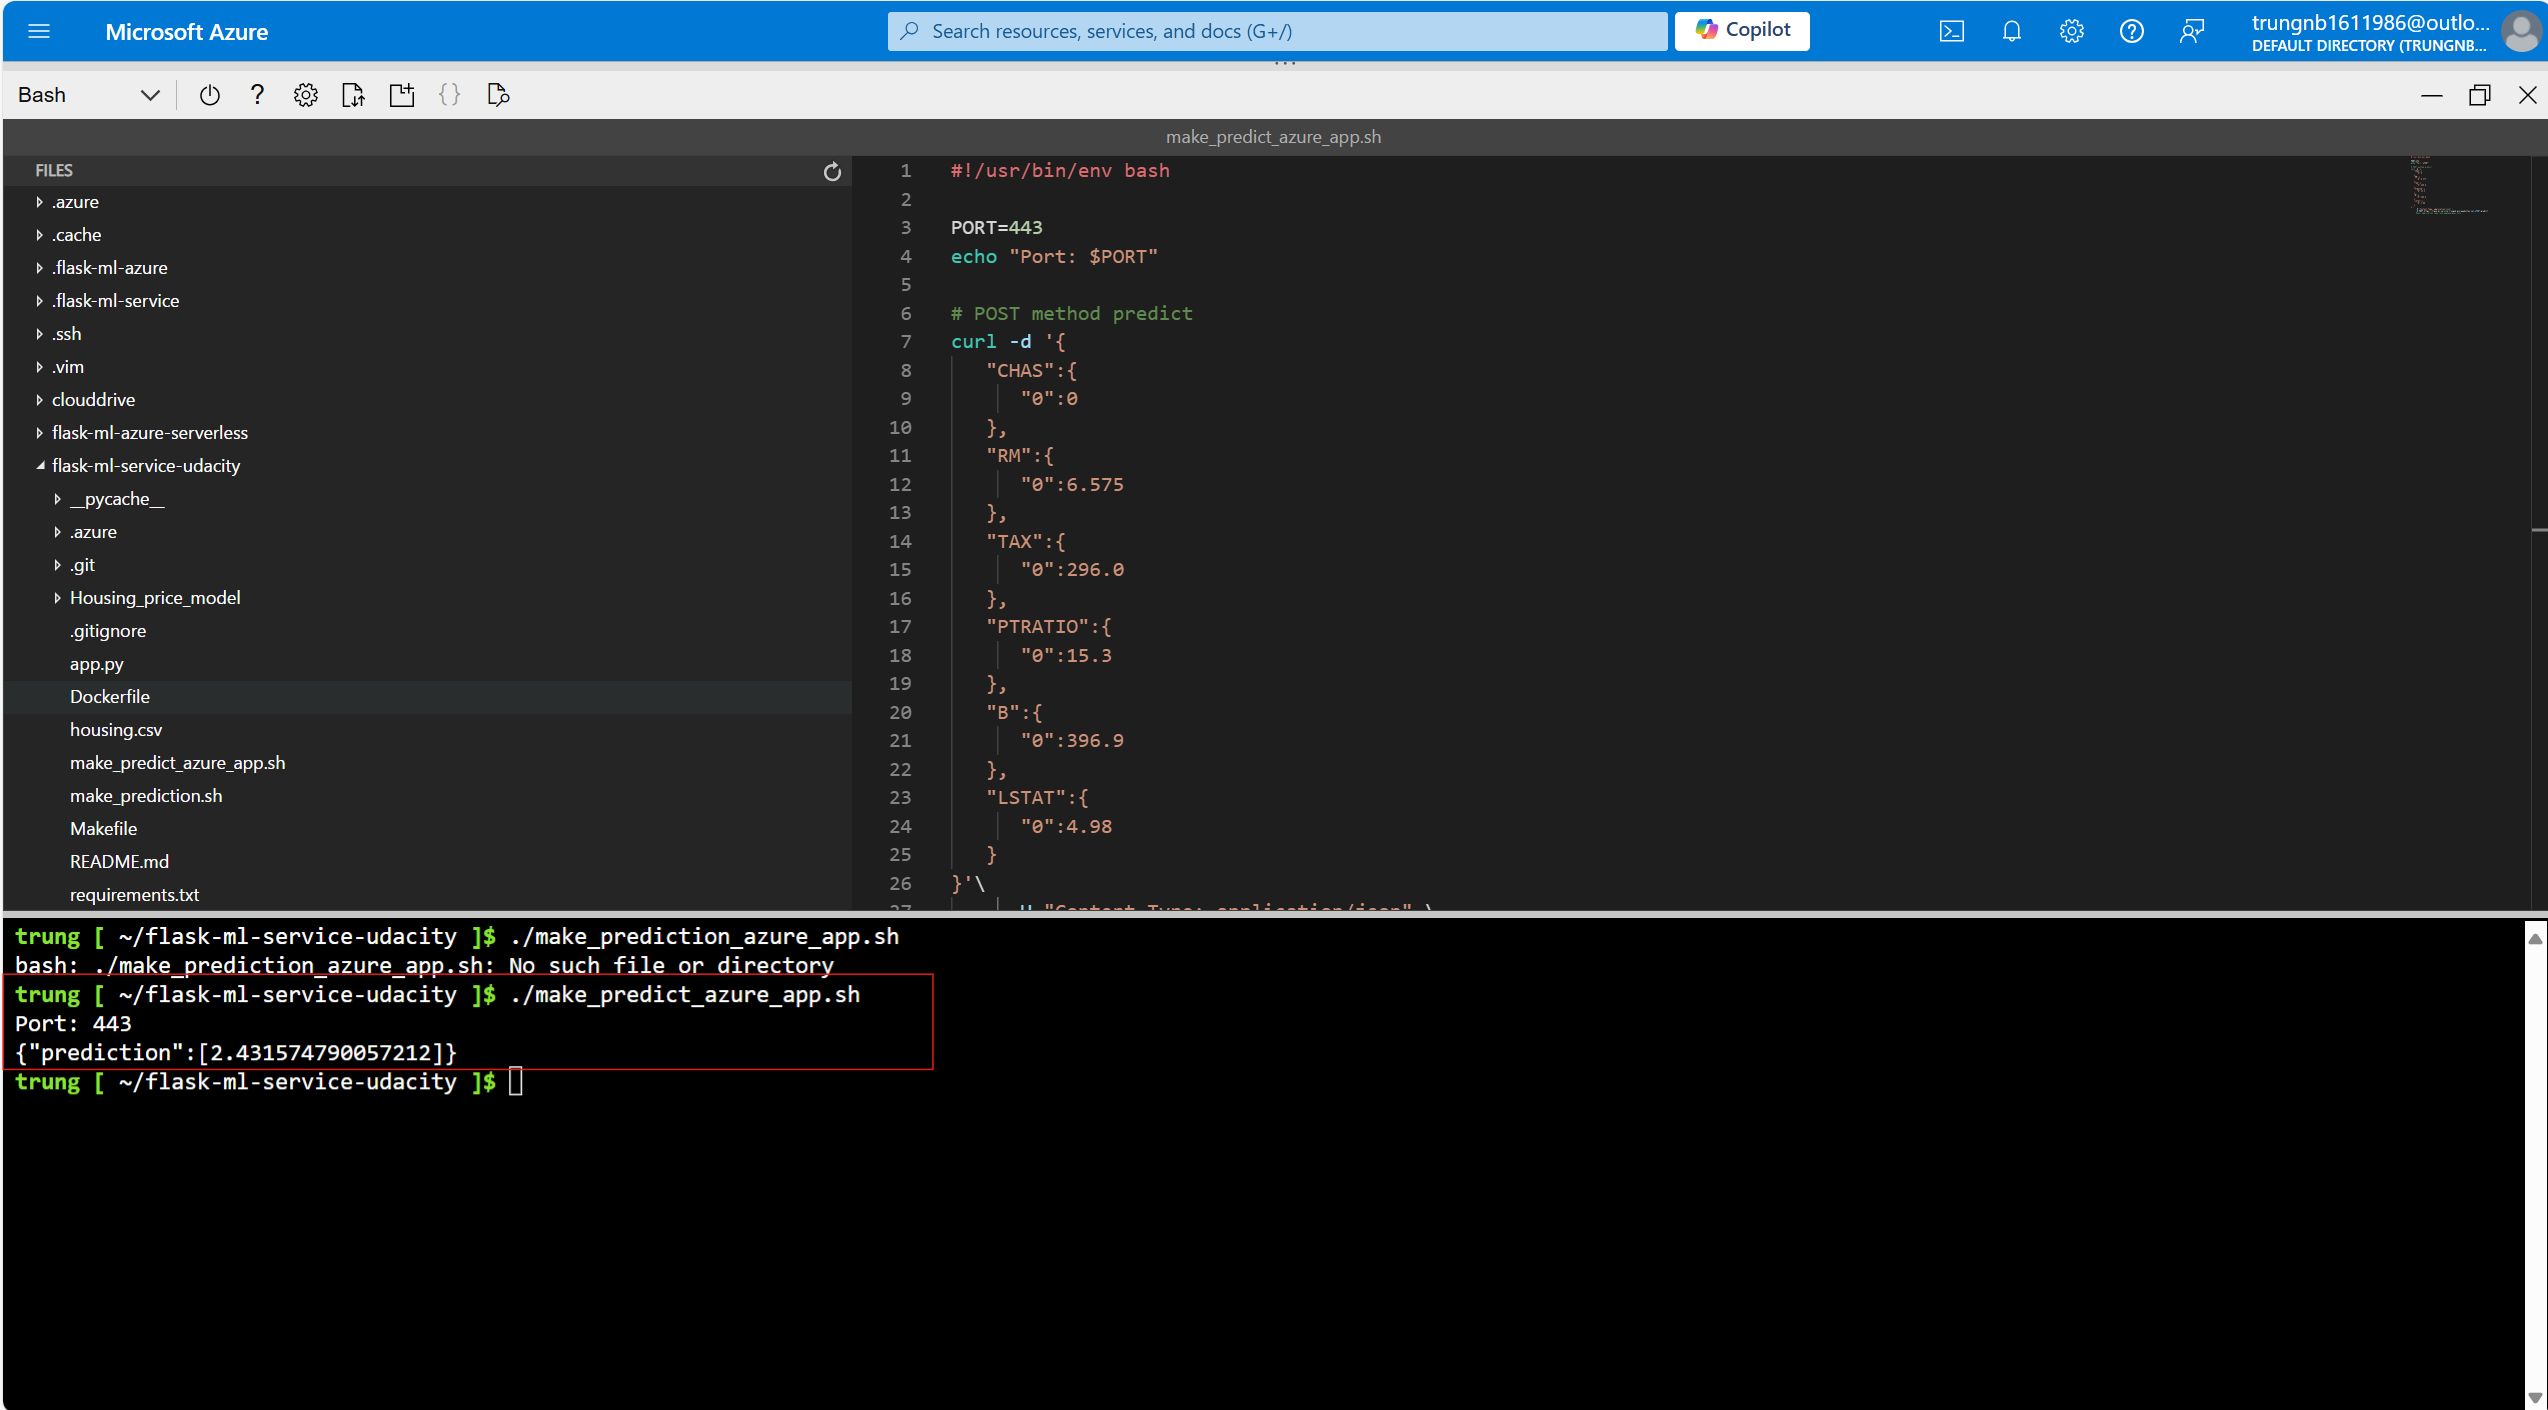 Microsoft Azure
Search resources, services, and docs (G+/)
Copilot
trungnb1611986@outlo...
DEFAULT DIRECTORY (TRUNGNB...
Bash
make_predict_azure_app.sh
FILES
.azure
.cache
.flask-ml-azure
.flask-ml-service
.ssh
.vim
clouddrive
flask-ml-azure-serverless
flask-ml-service-udacity
__pycache__
.azure
.git
Housing_price_model
.gitignore
app.py
Dockerfile
housing.csv
make_predict_azure_app.sh
make_prediction.sh
Makefile
README.md
requirements.txt
1 #!/usr/bin/env bash
2
3 PORT=443
4 echo "Port: $PORT"
5
6 # POST method predict
7 curl -d '{
8 "CHAS":{
9 "0":0
10 },
11 "RM":{
12 "0":6.575
13 },
14 "TAX":{
15 "0":296.0
16 },
17 "PTRATIO":{
18 "0":15.3
19 },
20 "B":{
21 "0":396.9
22 },
23 "LSTAT":{
24 "0":4.98
25 }
26 }'\
27 -H "Content-Type: application/json" \
trung [ ~/flask-ml-service-udacity ]$ ./make_prediction_azure_app.sh
bash: ./make_prediction_azure_app.sh: No such file or directory
trung [ ~/flask-ml-service-udacity ]$ ./make_predict_azure_app.sh
Port: 443
{"prediction":[2.431574790057212]}
trung [ ~/flask-ml-service-udacity ]$